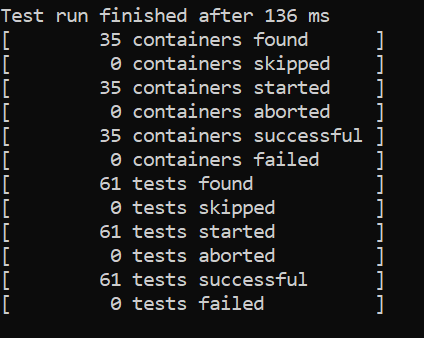 Test run finished after 136 ms
[        35 containers found      ]
[         0 containers skipped    ]
[        35 containers started    ]
[         0 containers aborted    ]
[        35 containers successful ]
[         0 containers failed     ]
[        61 tests found           ]
[         0 tests skipped         ]
[        61 tests started         ]
[         0 tests aborted         ]
[        61 tests successful      ]
[         0 tests failed          ]